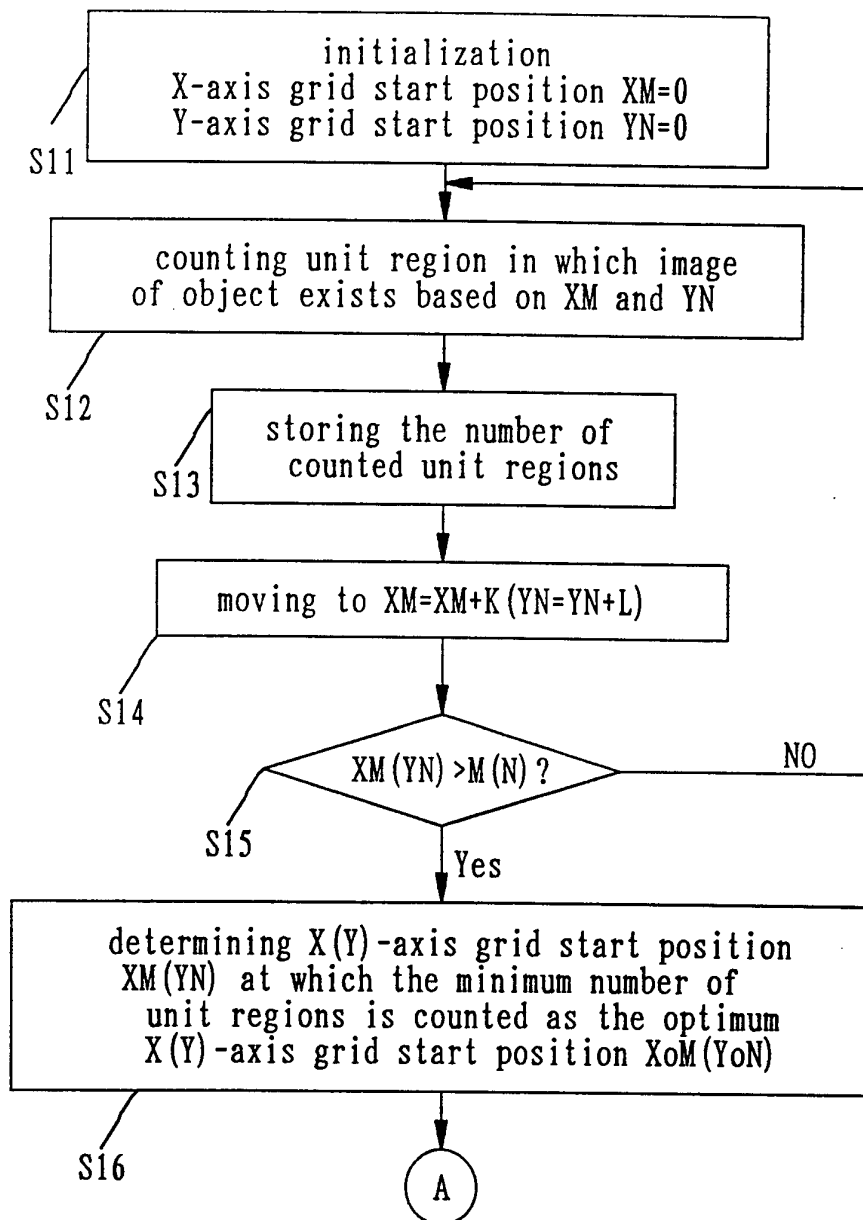 initialization
X-axis grid start position XM=0
Y-axis grid start position YN=0
S11
counting unit region in which image
of object exists based on XM and YN
S12
storing the number of
counted unit regions
S13
moving to XM=XM+K(YN=YN+L)
S14
XM(YN)>M(N)?
NO
S15
Yes
determining X(Y)-axis grid start position
XM(YN) at which the minimum number of
unit regions is counted as the optimum
X(Y)-axis grid start position XoM(YoN)
S16
A